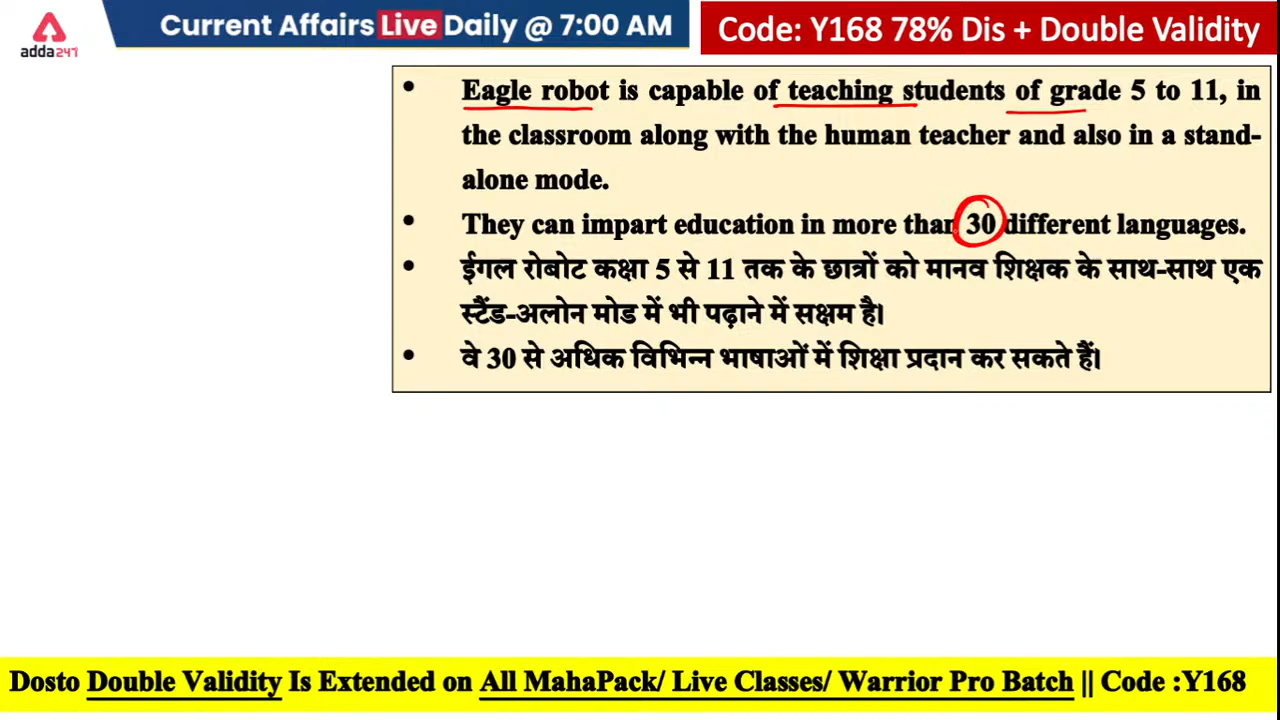 Current Affairs Live Daily @ 7:00 AM
Code: Y168 78% Dis + Double Validity
adda247
• Eagle robot is capable of teaching students of grade 5 to 11, in
the classroom along with the human teacher and also in a stand-
alone mode.
• They can impart education in more than 30 different languages.
• ईगल रोबोट कक्षा 5 से 11 तक के छात्रों को मानव शिक्षक के साथ-साथ एक
स्टैंड-अलोन मोड में भी पढ़ाने में सक्षम है।
• वे 30 से अधिक विभिन्न भाषाओं में शिक्षा प्रदान कर सकते हैं।
Dosto Double Validity Is Extended on All MahaPack/ Live Classes/ Warrior Pro Batch || Code :Y168